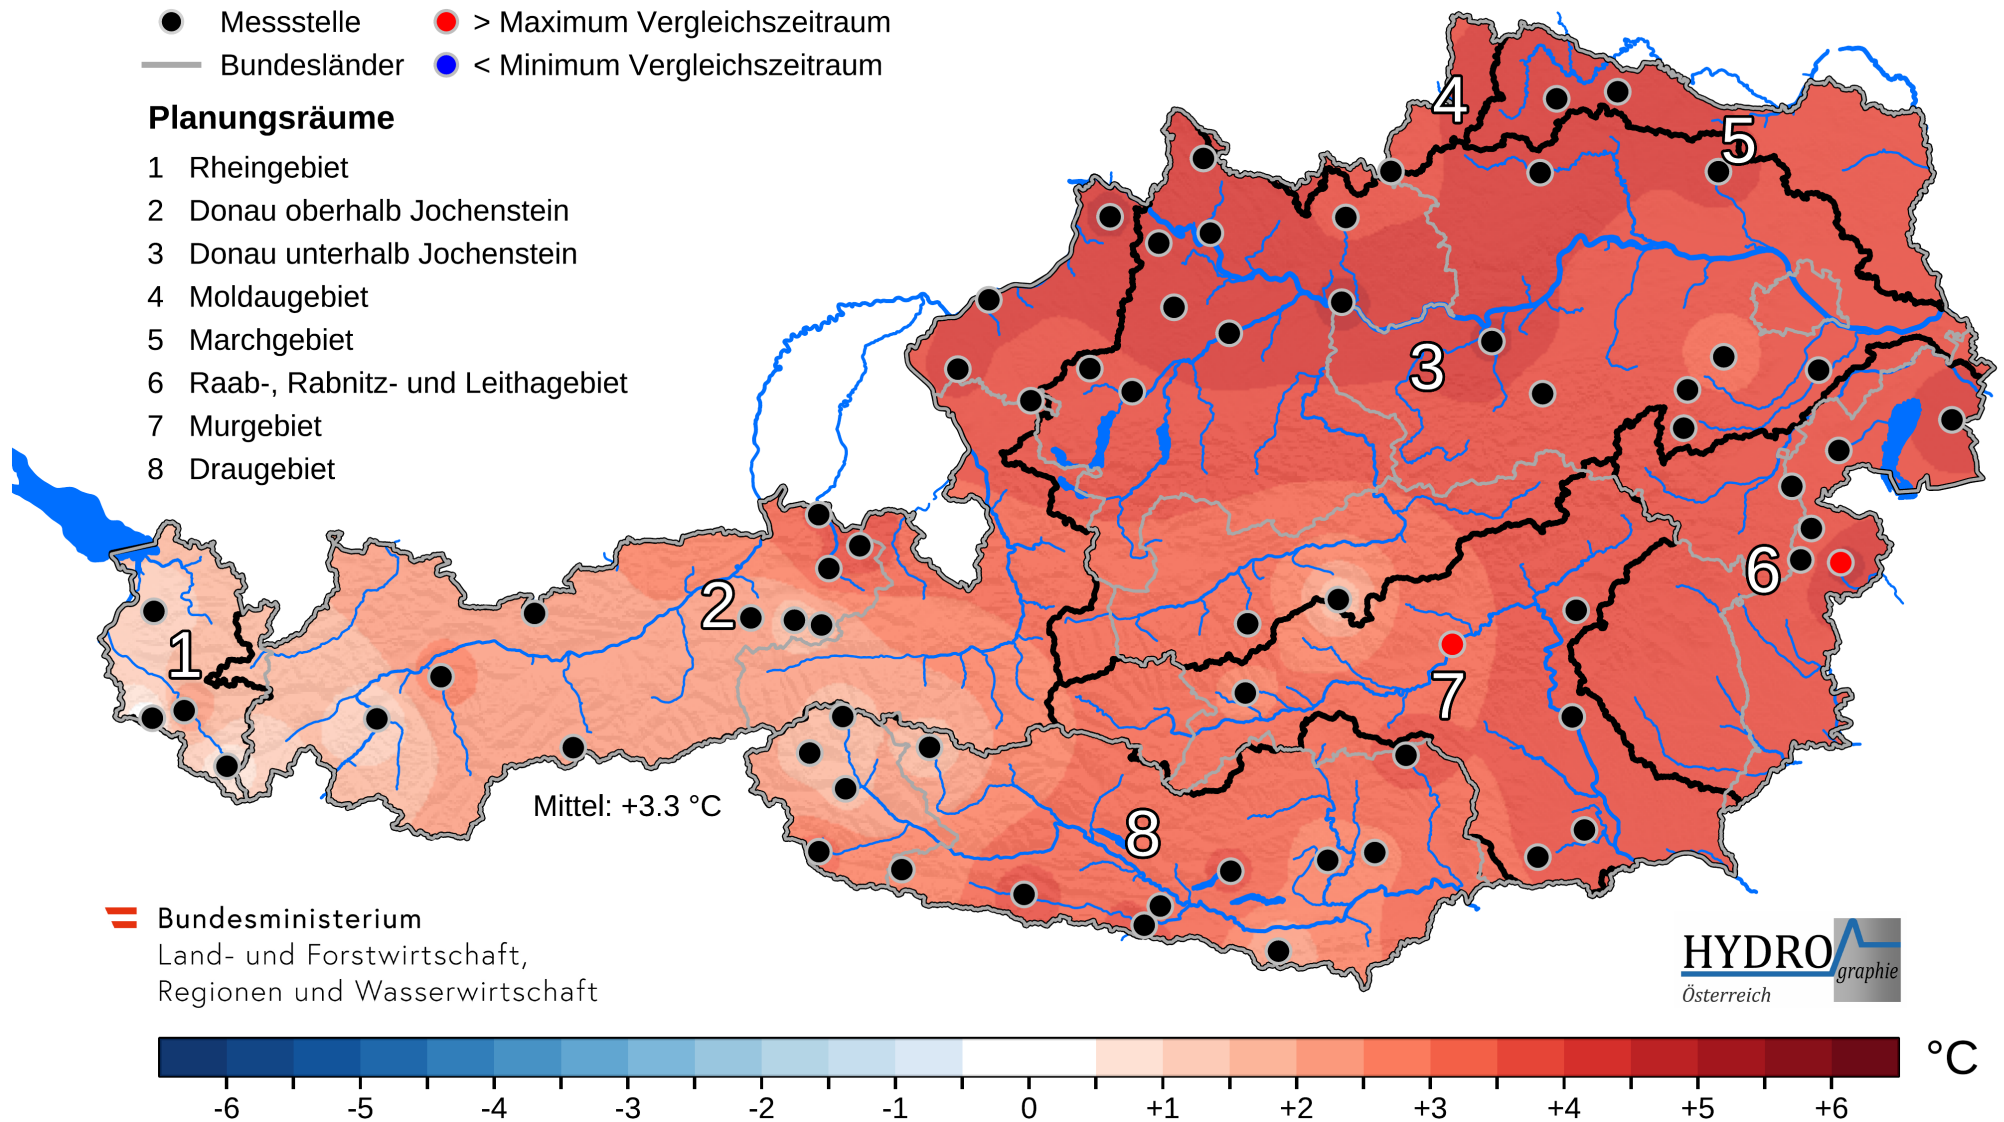 Messstelle
> Maximum Vergleichszeitraum
Bundesländer
< Minimum Vergleichszeitraum
Planungsräume
1 Rheingebiet
2 Donau oberhalb Jochenstein
3 Donau unterhalb Jochenstein
4 Moldaugebiet
5 Marchgebiet
6 Raab-, Rabnitz- und Leithagebiet
7 Murgebiet
8 Draugebiet
4
5
3
6
2
1
7
8
Mittel: +3.3 °C
Bundesministerium
Land- und Forstwirtschaft,
Regionen und Wasserwirtschaft
HYDRO
graphie
Österreich
°C
-6 -5 -4 -3 -2 -1 0 +1 +2 +3 +4 +5 +6